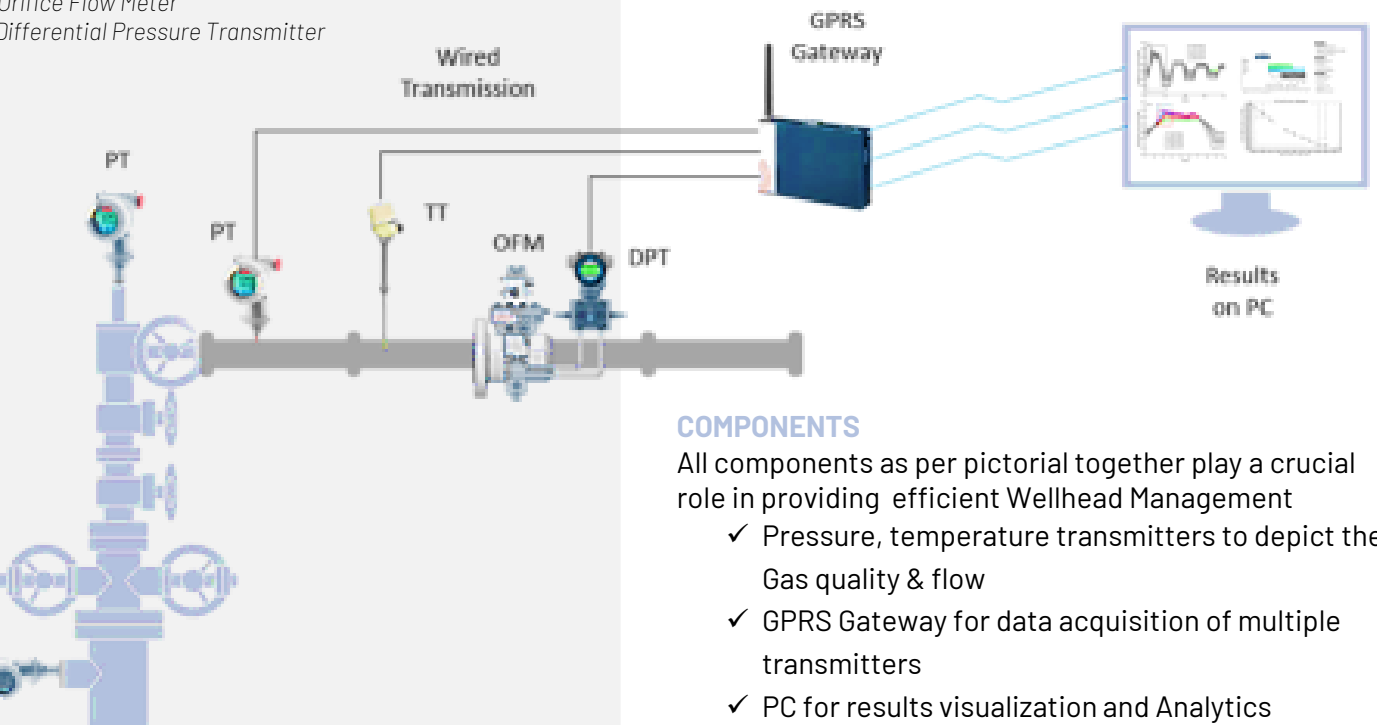 Orifice Flow Meter
Differential Pressure Transmitter
GPRS
Gateway
Wired
Transmission
PT
PT
TT
OFM
DPT
Results
on PC
COMPONENTS
All components as per pictorial together play a crucial
role in providing efficient Wellhead Management
✓ Pressure, temperature transmitters to depict the
Gas quality & flow
✓ GPRS Gateway for data acquisition of multiple
transmitters
✓ PC for results visualization and Analytics